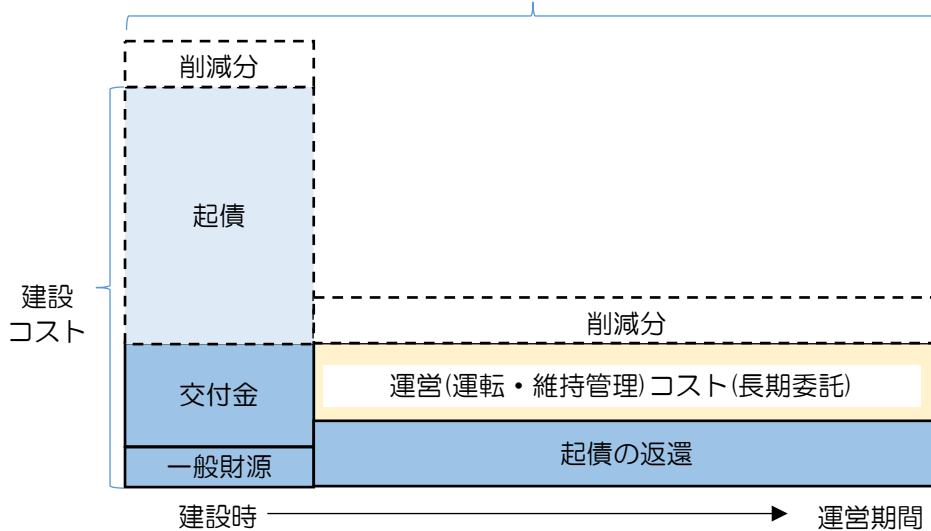 削減分
起債
建設
コスト
削減分
交付金
運営(運転・維持管理)コスト(長期委託)
一般財源
起債の返還
建設時
運営期間